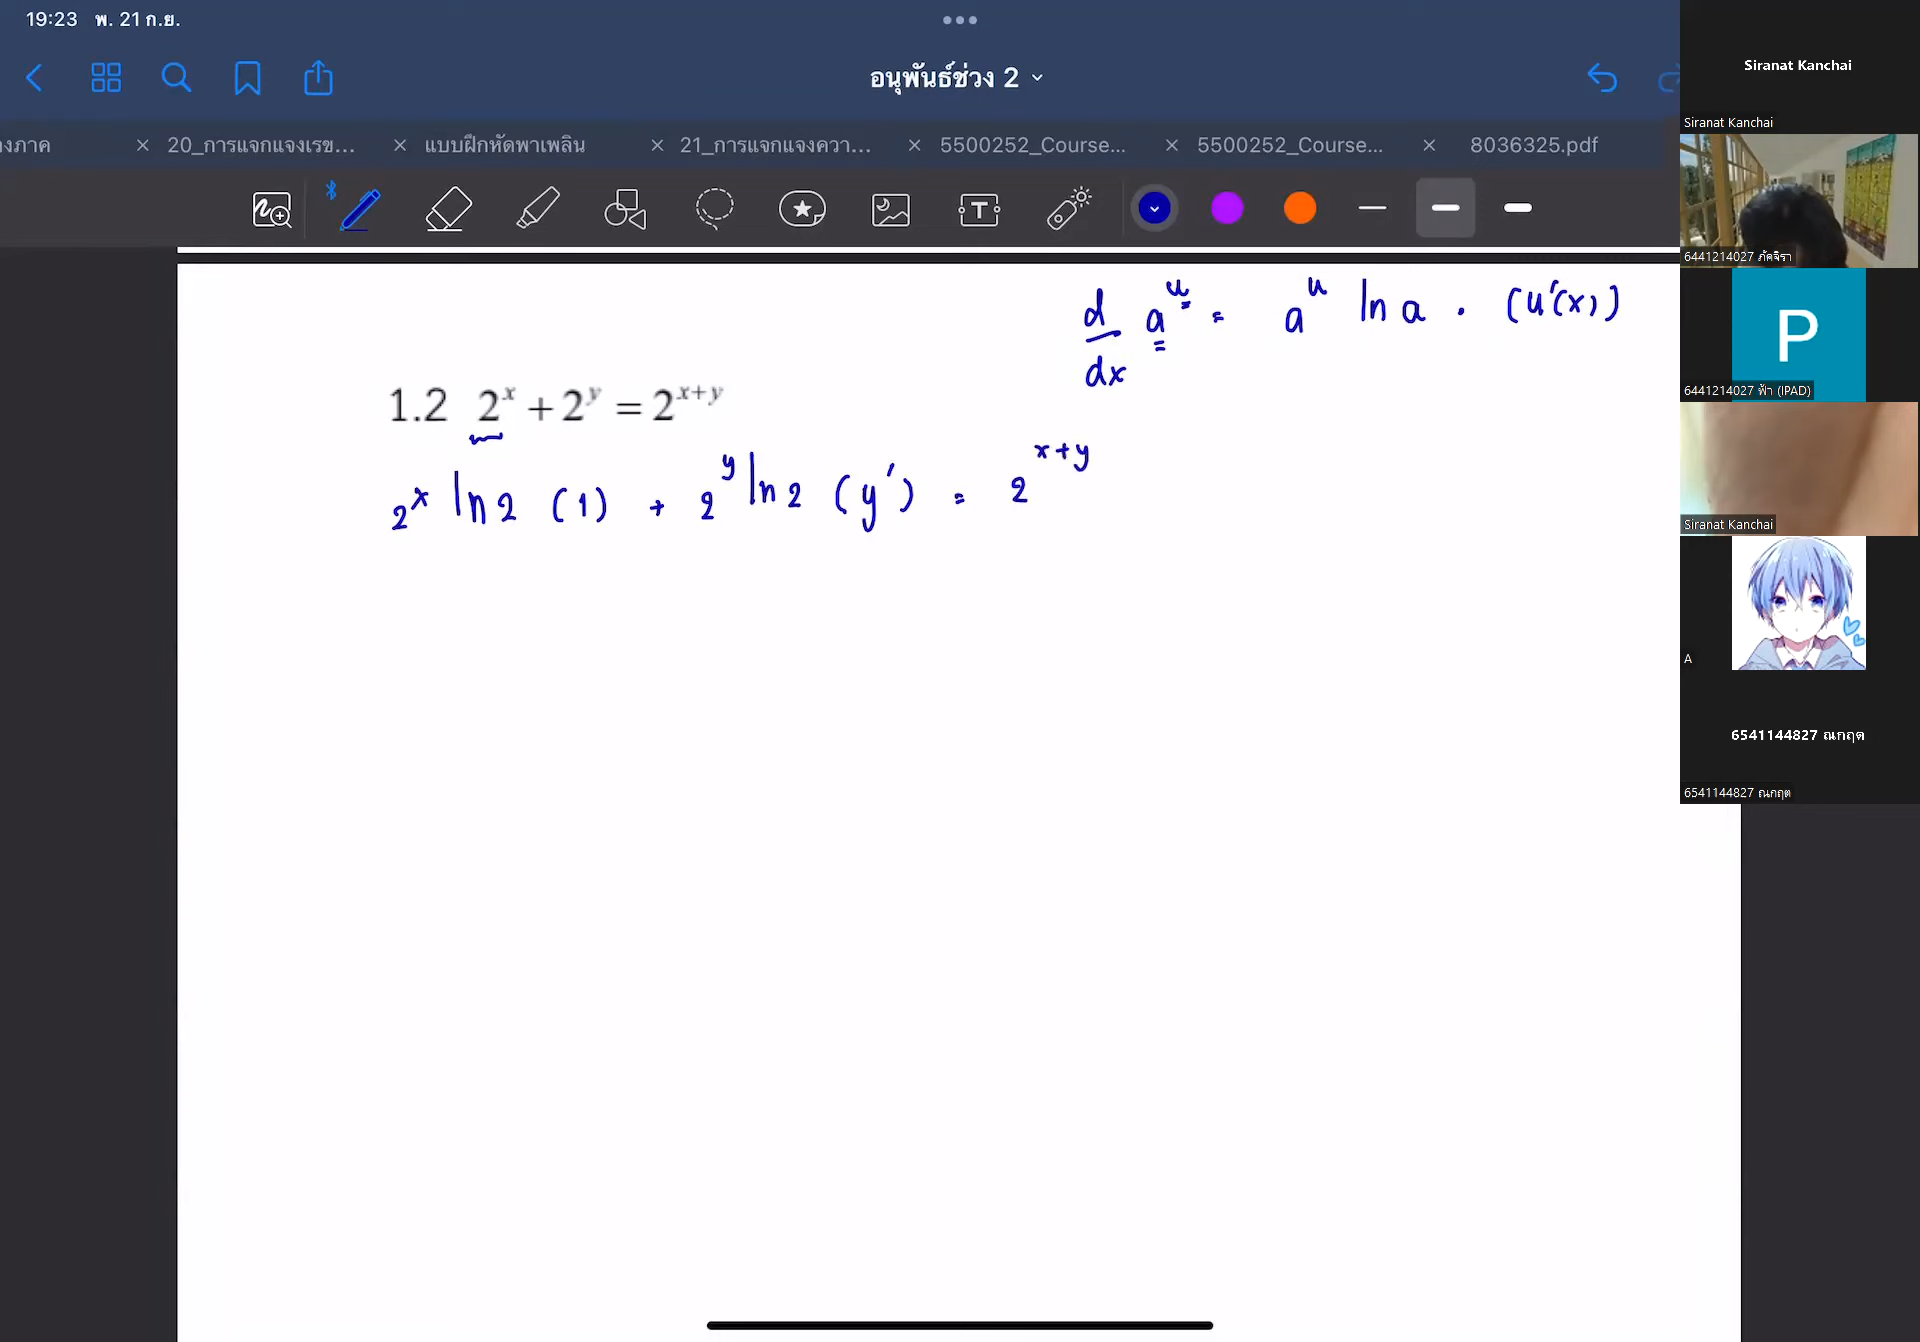 19:23 พ. 21 ก.ย.
อนุพันธ์ช่วง 2
งภาค
20_การแจกแจงเรข...
แบบฝึกหัดพาเพลิน
21_การแจกแจงควา...
5500252_Course...
5500252_Course...
8036325.pdf
d/dx a^u = a^u ln a . (u'(x))
1.2 2^x + 2^y = 2^{x+y}
2^x ln 2 (1) + 2^y ln 2 (y') = 2^{x+y}
Siranat Kanchai
Siranat Kanchai
6441214027 ภัคจิรา
P
6441214027 ฟ้า (IPAD)
Siranat Kanchai
A
6541144827 ณกฤต
6541144827 ณกฤต